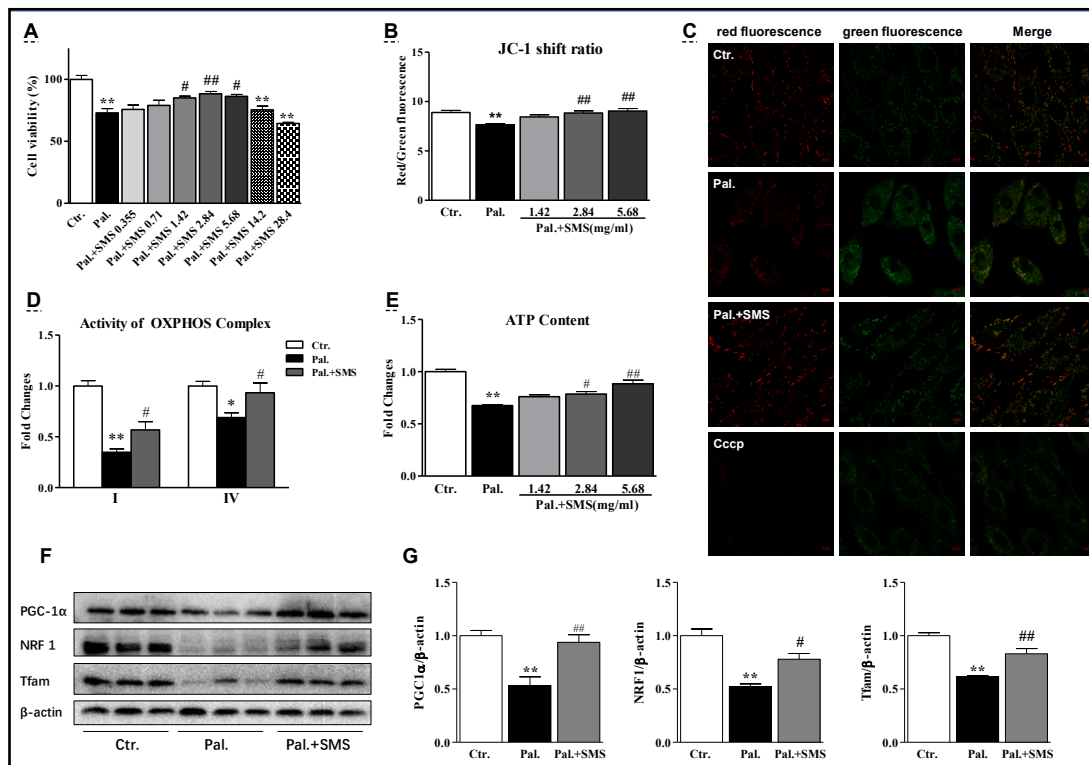 A
Cell viability (%)
100
75
50
25
0
**
#
##
#
**
**
Ctr.
Pal.
Pal.+SMS 0.355
Pal.+SMS 0.71
Pal.+SMS 1.42
Pal.+SMS 2.84
Pal.+SMS 5.68
Pal.+SMS 14.2
Pal.+SMS 28.4
B
JC-1 shift ratio
Red/Green fluorescence
15
10
5
0
**
##
##
Ctr.
Pal.
1.42
2.84
5.68
Pal.+SMS(mg/ml)
C
red fluorescence
green fluorescence
Merge
Ctr.
Pal.
Pal.+SMS
Cccp
D
Activity of OXPHOS Complex
Fold Changes
1.5
1.0
0.5
0.0
**
#
*
#
I
IV
Ctr.
Pal.
Pal.+SMS
E
ATP Content
Fold Changes
1.5
1.0
0.5
0.0
**
#
##
Ctr.
Pal.
1.42
2.84
5.68
Pal.+SMS(mg/ml)
F
PGC-1α
NRF 1
Tfam
β-actin
Ctr.
Pal.
Pal.+SMS
G
PGC1α/β-actin
1.5
1.0
0.5
0.0
**
##
Ctr.
Pal.
Pal.+SMS
NRF1/β-actin
1.5
1.0
0.5
0.0
**
#
Ctr.
Pal.
Pal.+SMS
Tfam/β-actin
1.5
1.0
0.5
0.0
**
##
Ctr.
Pal.
Pal.+SMS